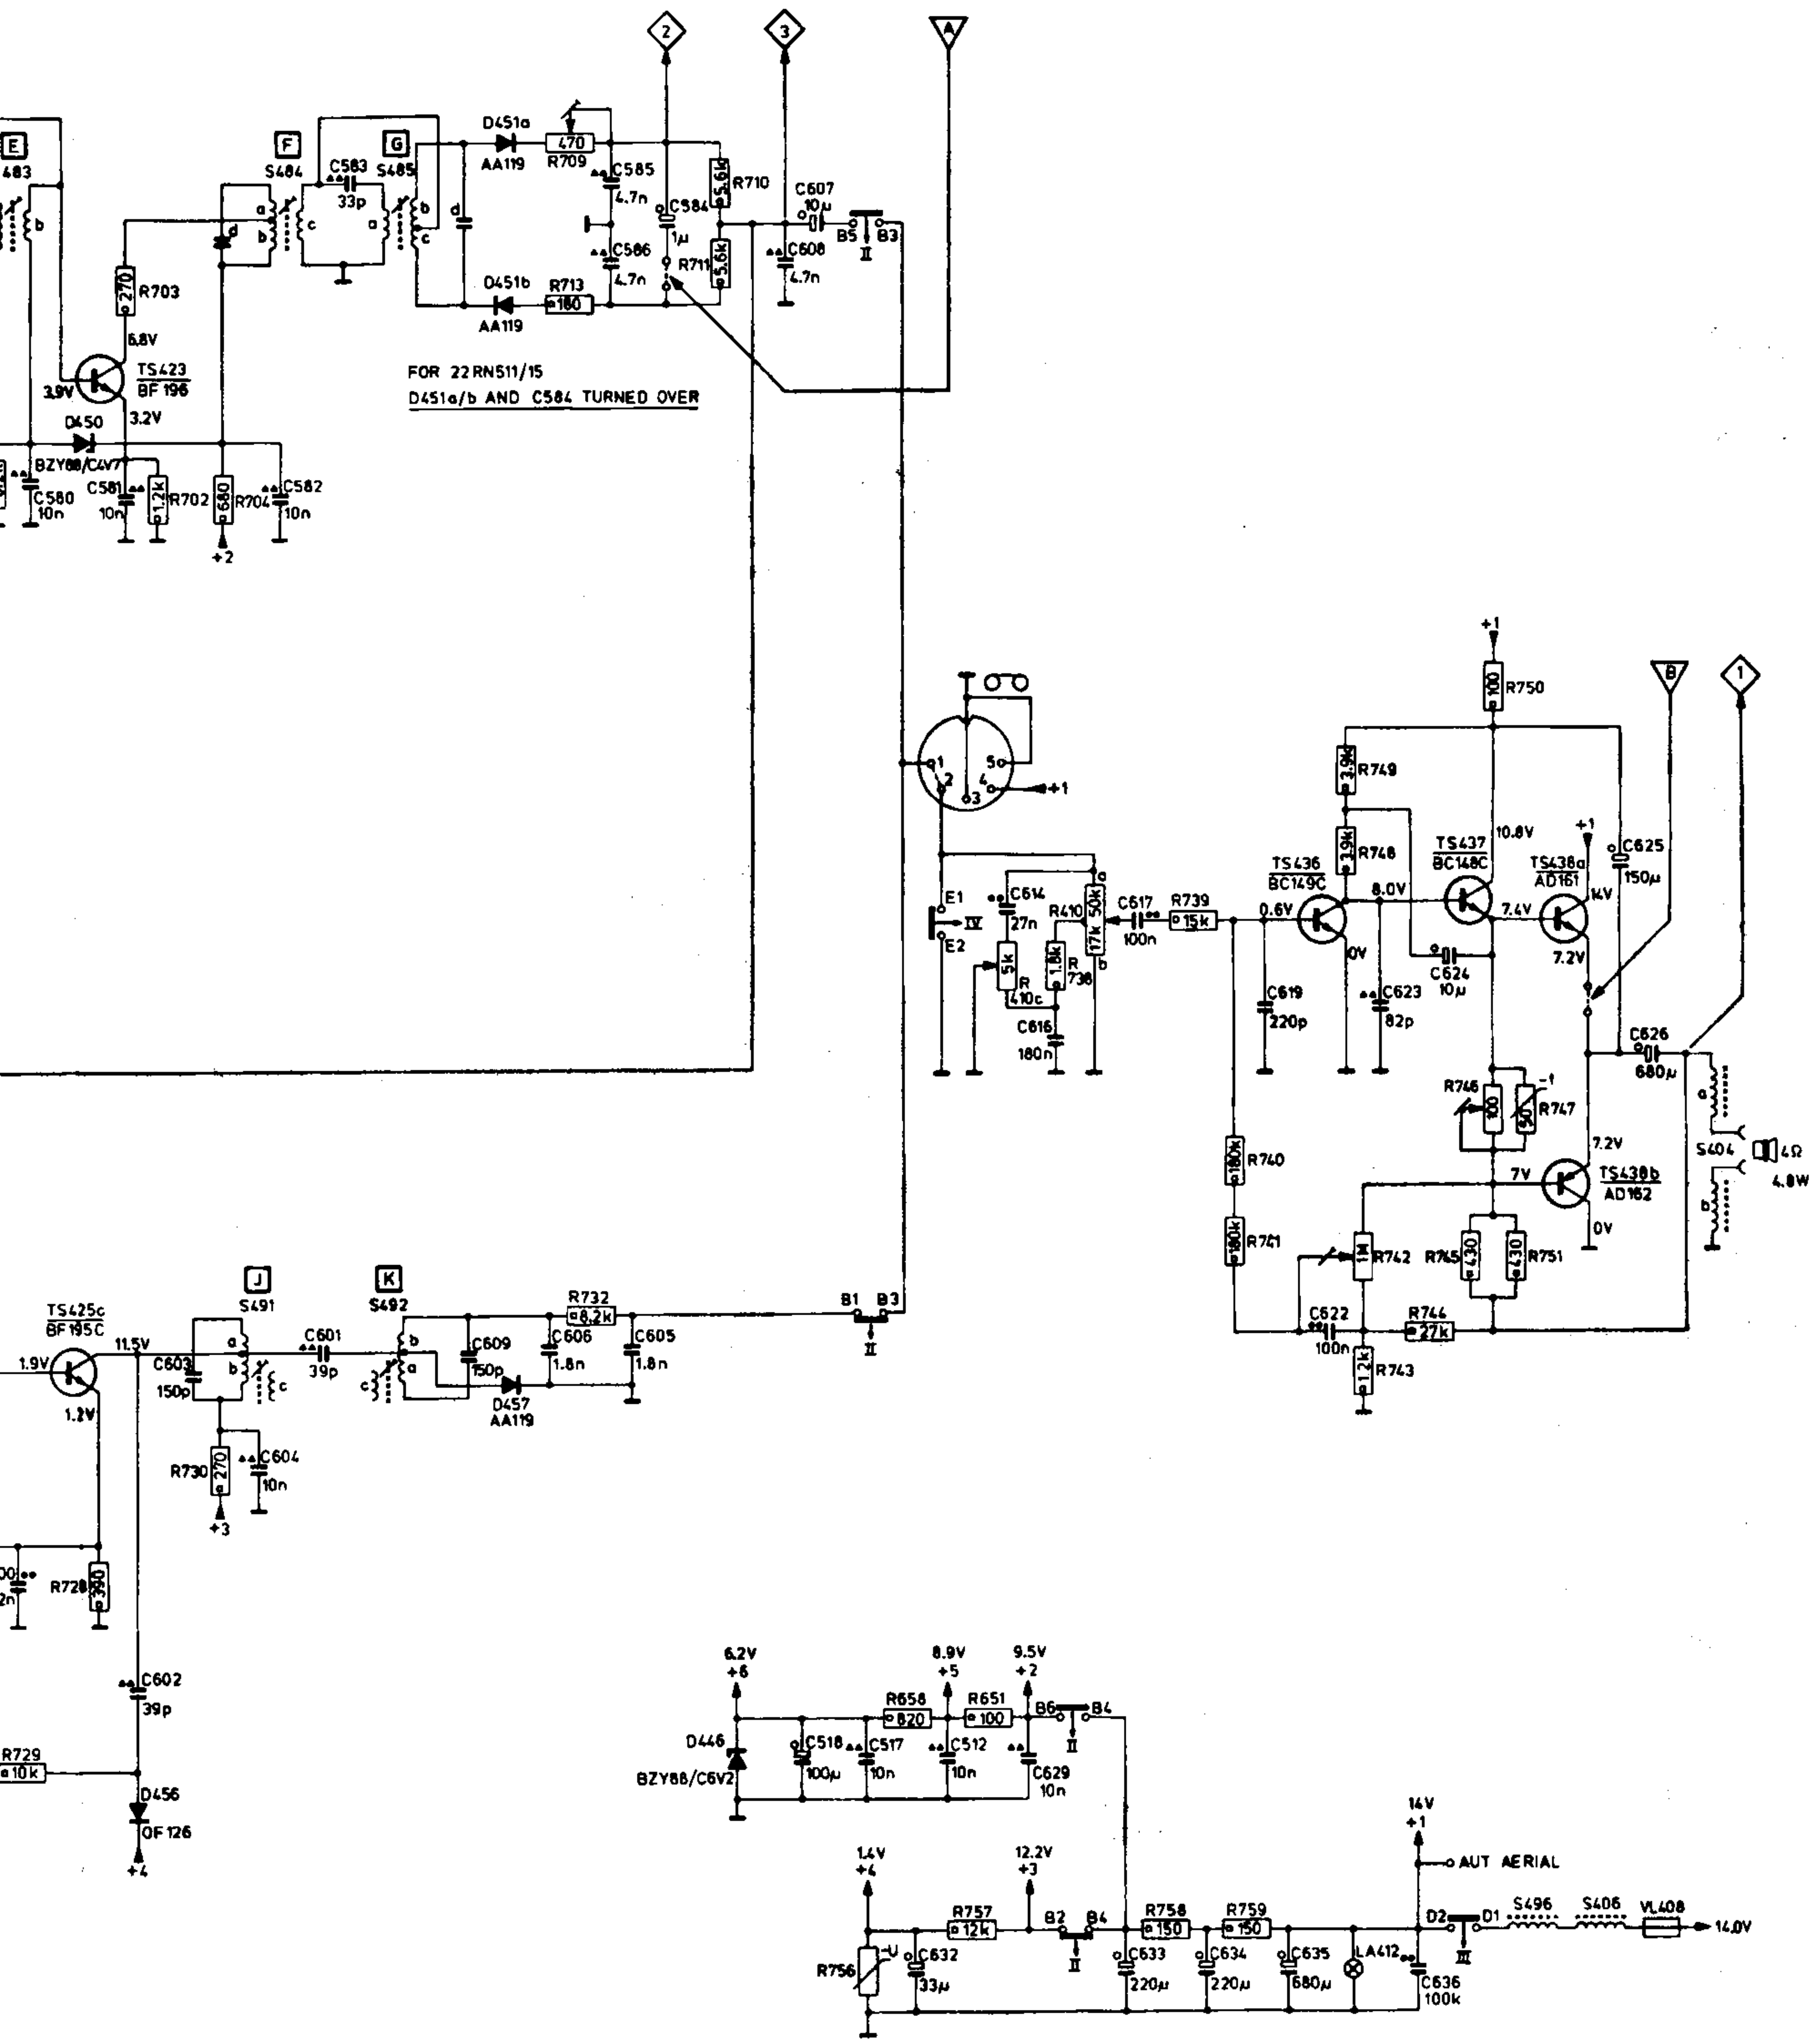 2
3
A
E
483
b
F
S484
a
b
c
d
C583
33p
G
S485
a
b
c
d
D451a
AA119
470
R709
C585
4.7n
C584
1μ
C586
4.7n
5.6k
R710
R711
5.6k
C607
10μ
B5
B3
II
C608
4.7n
D451b
AA119
R713
180
270
R703
6.8V
TS423
BF196
3.9V
3.2V
FOR 22RN511/15
D451a/b AND C584 TURNED OVER
D450
BZY88/C4V7
C580
10n
C581
10n
1.2k
R702
680
R704
C582
10n
+2
1
2
3
4
5
+1
E1
E2
IV
C614
27n
5k
R
410c
R410
50k
17k
a
b
1.8k
R
738
C616
180n
C617
100n
R739
15k
0.6V
TS436
BC149C
0V
C619
220p
C623
82p
+1
100
R750
3.9k
R749
3.9k
R748
8.0V
TS437
BC148C
10.8V
7.4V
C624
10μ
TS438a
AD161
+1
14V
7.2V
C625
150μ
B
1
C626
680μ
R746
100
-t
50
R747
7.2V
7V
TS438b
AD162
0V
a
S404
b
4Ω
4.8W
180k
R740
180k
R741
1M
R742
R745
430
430
R751
C622
100n
R744
27k
1.2k
R743
TS425c
BF195C
1.9V
11.5V
1.2V
C603
150p
J
S491
a
b
c
C601
39p
K
S492
b
a
c
C609
150p
C606
1.8n
R732
8.2k
C605
1.8n
D457
AA119
B1
B3
II
R730
270
C604
10n
+3
00
2n
R728
390
C602
39p
R729
10k
D456
OF126
+4
6.2V
+6
8.9V
+5
9.5V
+2
R658
820
R651
100
B6
B4
II
D446
BZY88/C6V2
C518
100μ
C517
10n
C512
10n
C629
10n
1.4V
+4
12.2V
+3
14V
+1
AUT AERIAL
R757
12k
B2
B4
II
R758
150
R759
150
D2
D1
III
S496
S406
VL408
14.0V
R756
-U
C632
33μ
C633
220μ
C634
220μ
C635
680μ
LA412
C636
100k